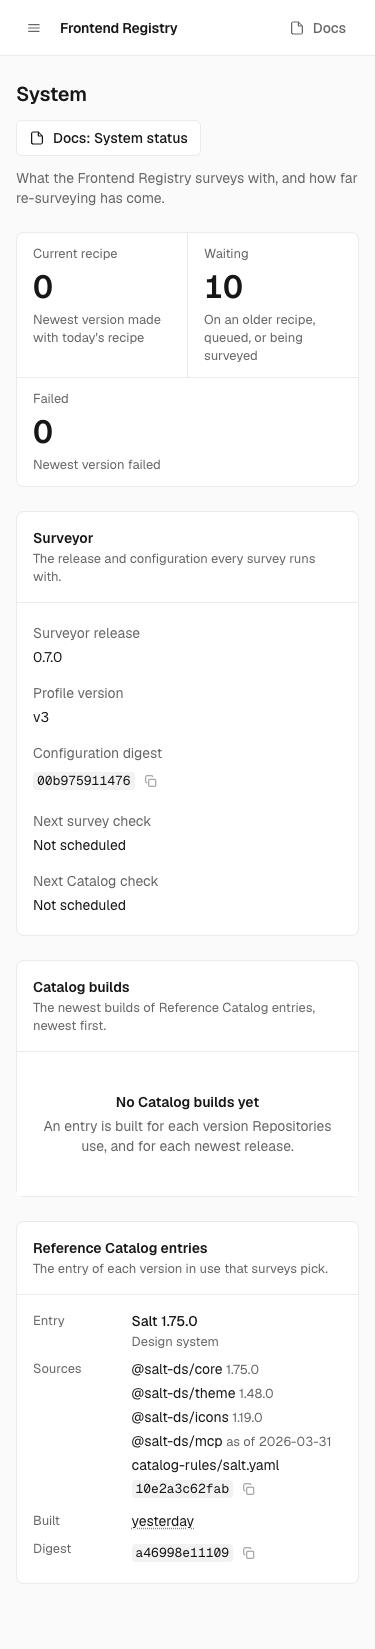 Frontend Registry
Docs
System
Docs: System status
What the Frontend Registry surveys with, and how far
re-surveying has come.
Current recipe
0
Newest version made
with today's recipe
Waiting
10
On an older recipe,
queued, or being
surveyed
Failed
0
Newest version failed
Surveyor
The release and configuration every survey runs
with.
Surveyor release
0.7.0
Profile version
v3
Configuration digest
00b975911476
Next survey check
Not scheduled
Next Catalog check
Not scheduled
Catalog builds
The newest builds of Reference Catalog entries,
newest first.
No Catalog builds yet
An entry is built for each version Repositories
use, and for each newest release.
Reference Catalog entries
The entry of each version in use that surveys pick.
Entry
Salt 1.75.0
Design system
Sources
@salt-ds/core 1.75.0
@salt-ds/theme 1.48.0
@salt-ds/icons 1.19.0
@salt-ds/mcp as of 2026-03-31
catalog-rules/salt.yaml
10e2a3c62fab
Built
yesterday
Digest
a46998e11109